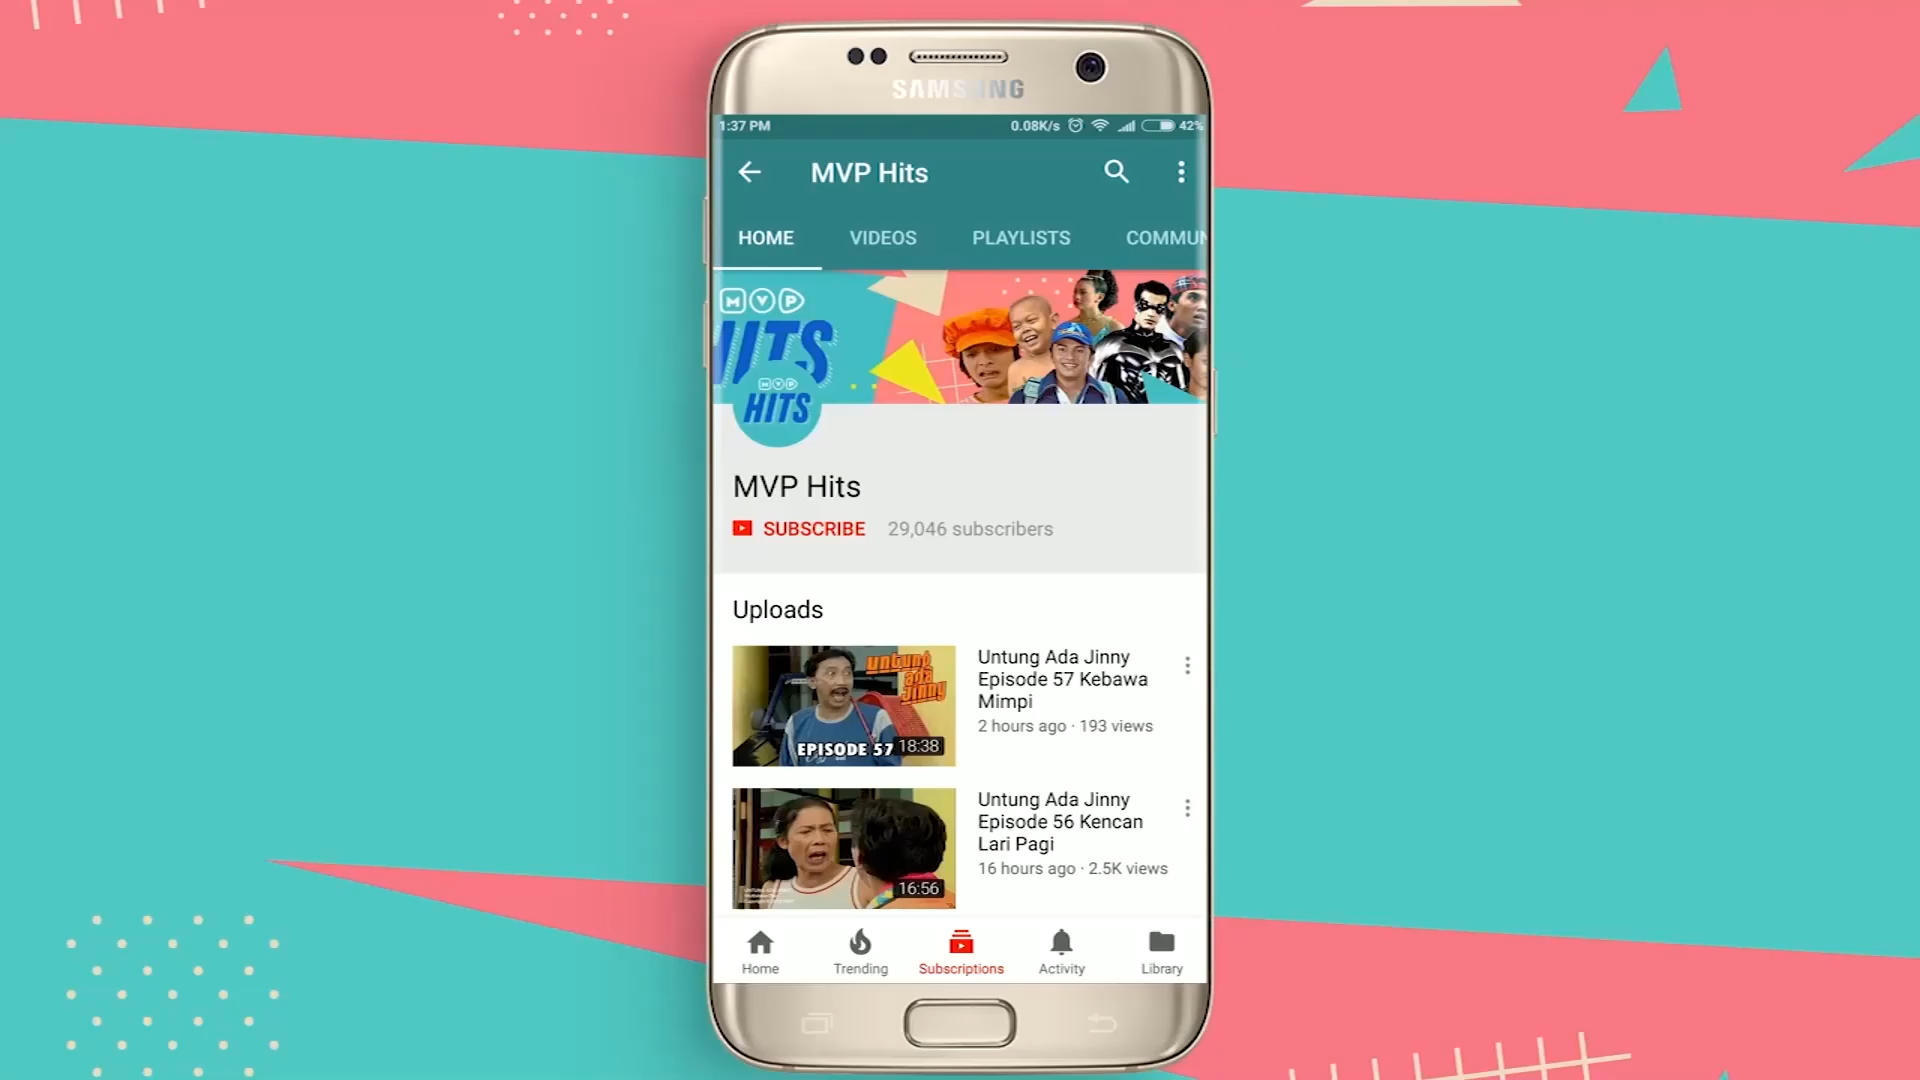 SAMSUNG
1:37 PM 0.08K/s 42%
MVP Hits
HOME VIDEOS PLAYLISTS COMMUN
MVP
HITS
MVP
HITS
MVP Hits
SUBSCRIBE 29,046 subscribers
Uploads
untung
ada
jinny
EPISODE 57 18:38
Untung Ada Jinny
Episode 57 Kebawa
Mimpi
2 hours ago · 193 views
16:56
Untung Ada Jinny
Episode 56 Kencan
Lari Pagi
16 hours ago · 2.5K views
Home Trending Subscriptions Activity Library